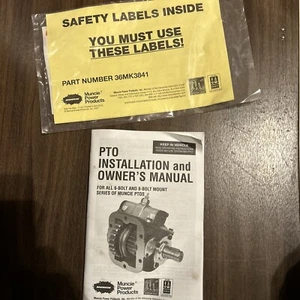 SAFETY LABELS INSIDE
YOU MUST USE
THESE LABELS!
PART NUMBER 36MK3841
Muncie
Power
Products
KEEP IN VEHICLE
PTO
INSTALLATION and
OWNER'S MANUAL
FOR ALL 6-BOLT AND 8-BOLT MOUNT
SERIES OF MUNCIE PTOS
Muncie
Power
Products